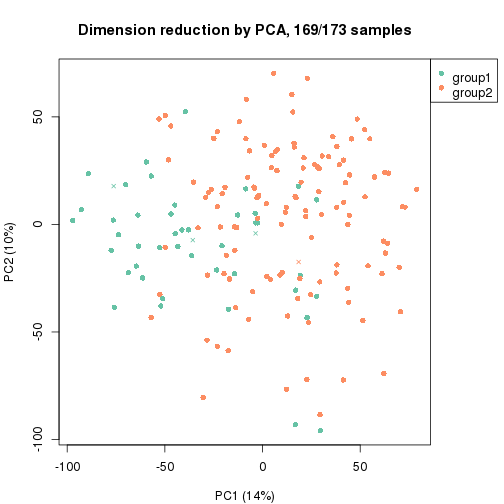 Dimension reduction by PCA, 169/173 samples
group1
group2
50
0
-50
-100
PC2 (10%)
-100
-50
0
50
PC1 (14%)